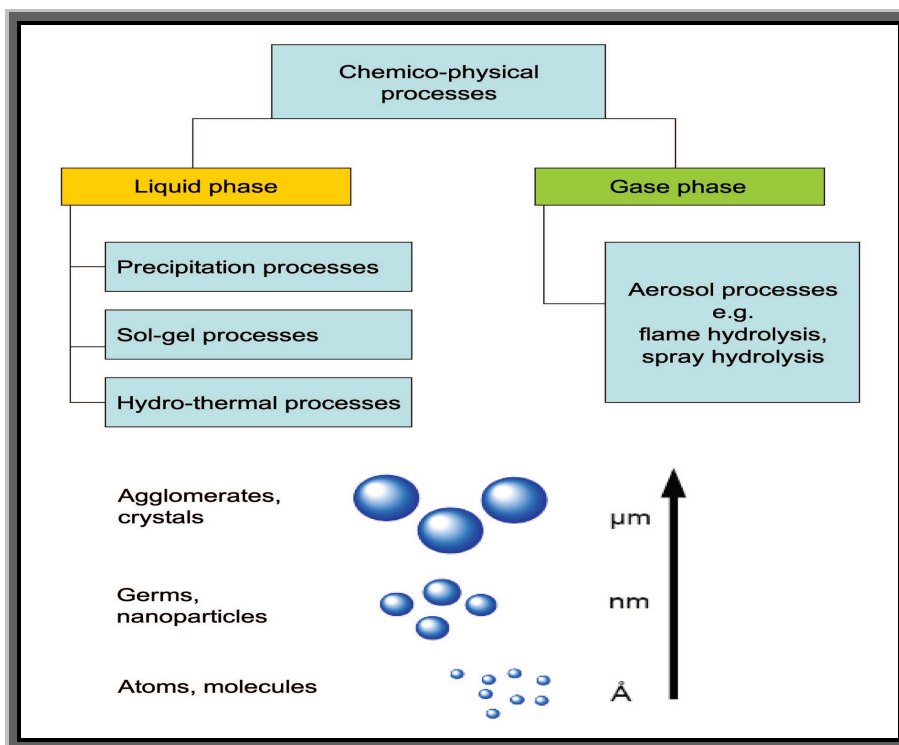 Chemico-physical
processes
Liquid phase
Gase phase
Precipitation processes
Sol-gel processes
Hydro-thermal processes
Aerosol processes
e.g.
flame hydrolysis,
spray hydrolysis
Agglomerates,
crystals
μm
Germs,
nanoparticles
nm
Atoms, molecules
Å